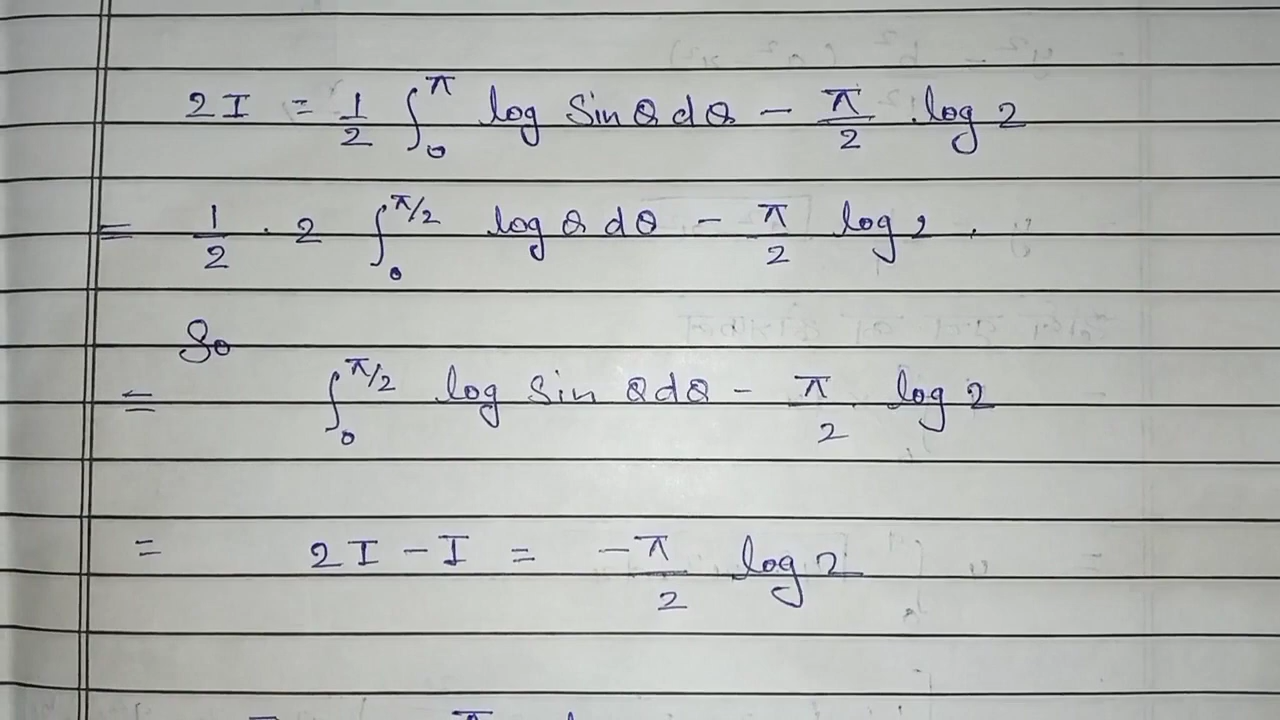 2I = 1/2 ∫₀^π log Sin θ dθ − π/2 . log 2
= 1/2 . 2 ∫₀^π/2 log θ dθ − π/2 log 2 .
So
= ∫₀^π/2 log Sin θ dθ − π/2 . log 2
= 2I − I = −π/2 log 2